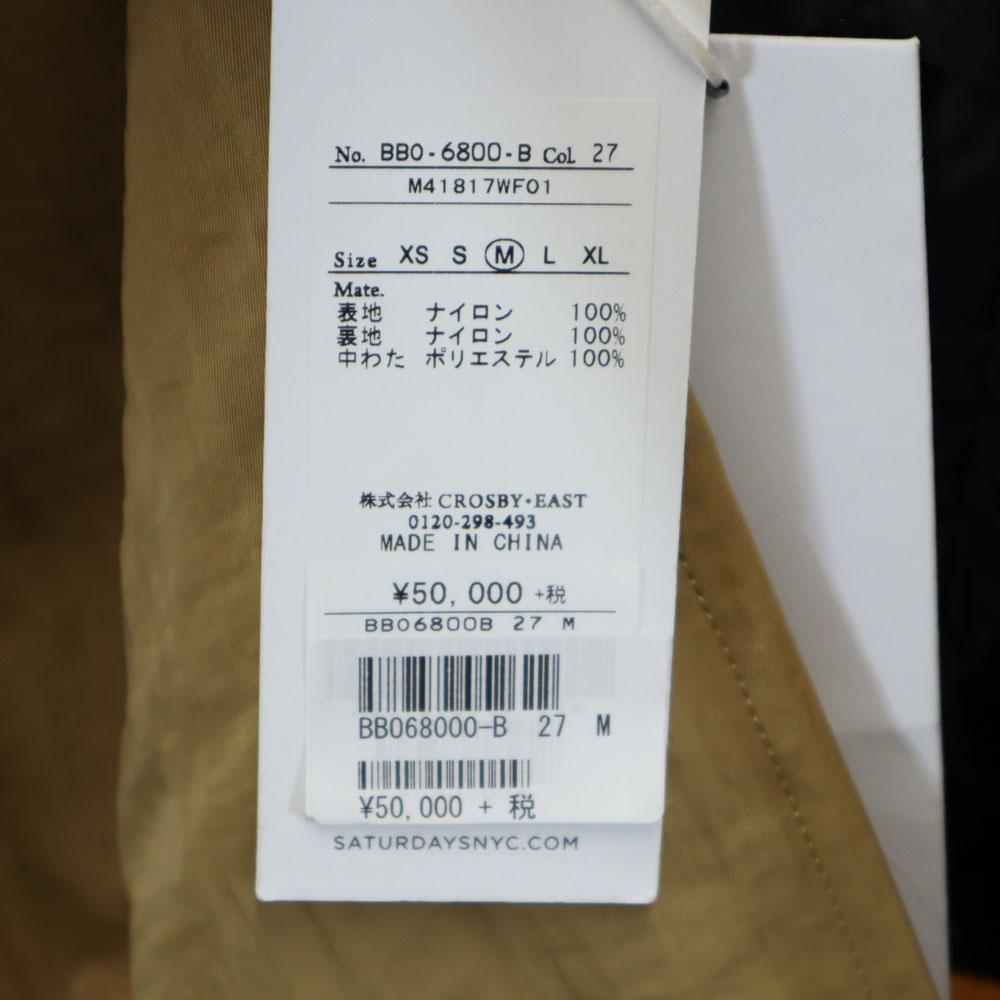 No. BB0-6800-B Col. 27
M41817WF01
Size XS S M L XL
Mate.
表地 ナイロン 100%
裏地 ナイロン 100%
中わた ポリエステル 100%
株式会社 CROSBY・EAST
0120-298-493
MADE IN CHINA
¥50,000 +税
BB06800B 27 M
BB068000-B 27 M
¥50,000 + 税
SATURDAYSNYC.COM